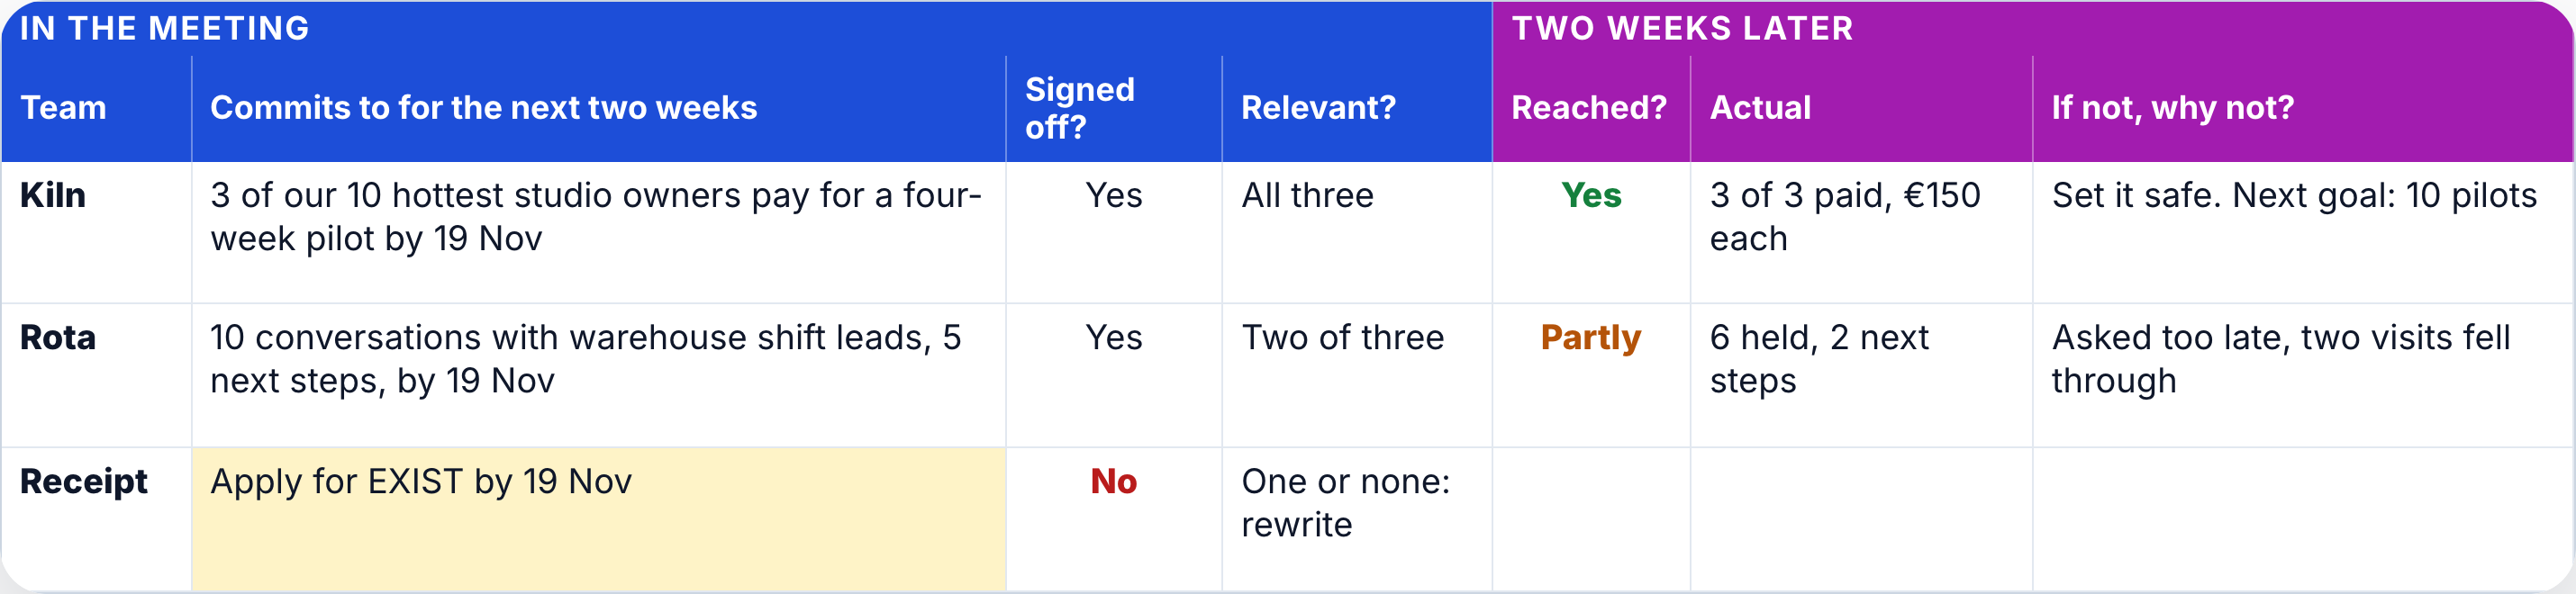 IN THE MEETING
TWO WEEKS LATER
Team
Commits to for the next two weeks
Signed
off?
Relevant?
Reached?
Actual
If not, why not?
Kiln
3 of our 10 hottest studio owners pay for a four-
week pilot by 19 Nov
Yes
All three
Yes
3 of 3 paid, €150
each
Set it safe. Next goal: 10 pilots
Rota
10 conversations with warehouse shift leads, 5
next steps, by 19 Nov
Yes
Two of three
Partly
6 held, 2 next
steps
Asked too late, two visits fell
through
Receipt
Apply for EXIST by 19 Nov
No
One or none:
rewrite